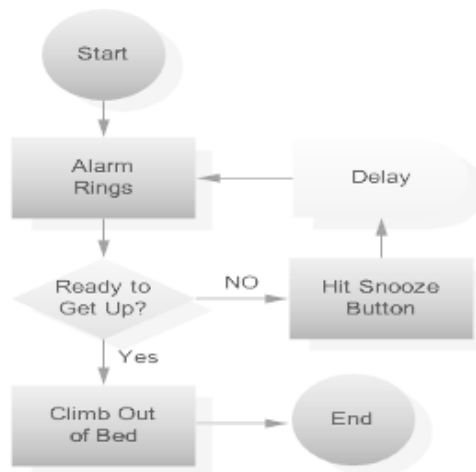 Start
Alarm
Rings
Delay
Ready to
Get Up?
NO
Hit Snooze
Button
Yes
Climb Out
of Bed
End